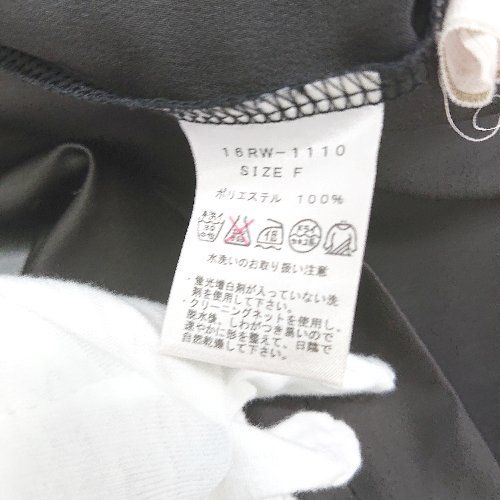 16RW-1110
SIZE F
ポリエステル 100%
水洗いのお取り扱い注意
・後光増白剤が入っていない洗
剤を使用して下さい。
・クリーニングネットを使用し、
脱水後、しわがつき易いので
速やかに形を整えて、日陰で
自然乾燥して下さい。